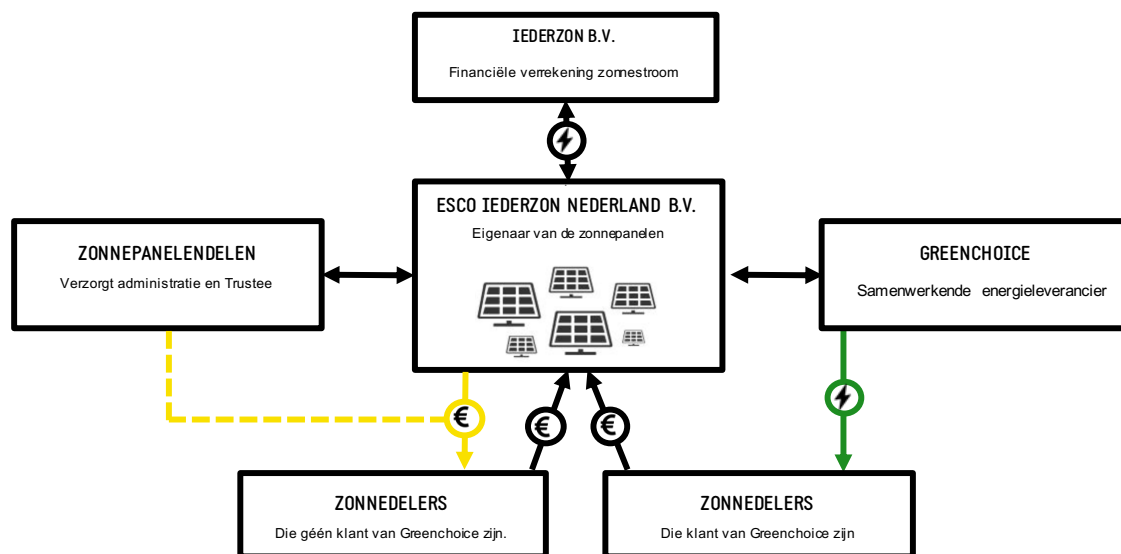 IEDERZON B.V.
Financiële verrekening zonnestroom
ESCO IEDERZON NEDERLAND B.V.
Eigenaar van de zonnepanelen
ZONNEPANELENDELEN
Verzorgt administratie en Trustee
GREENCHOICE
Samenwerkende energieleverancier
€
€
€
ZONNEDELERS
Die géén klant van Greenchoice zijn.
ZONNEDELERS
Die klant van Greenchoice zijn